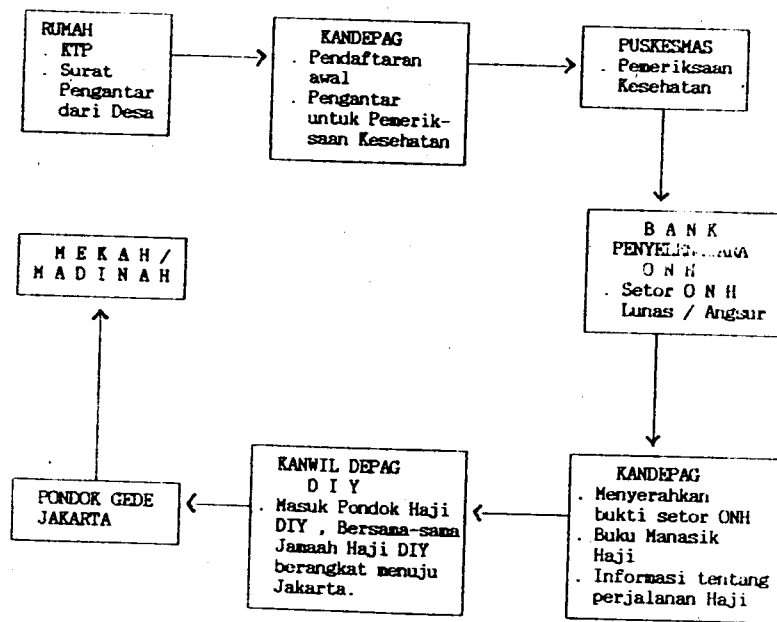 RUMAH
. KTP
. Surat
Pengantar
dari Desa
KANDEPAG
. Pendaftaran
awal
. Pengantar
untuk Pemerik-
saan Kesehatan
PUSKESMAS
. Pemeriksaan
Kesehatan
B A N K
O N H
. Setor O N H
Lunas / Angsur
KANDEPAG
. Menyerahkan
bukti setor ONH
. Buku Manasik
Haji
. Informasi tentang
perjalanan Haji
KANWIL DEPAG
D I Y
. Masuk Pondok Haji
DIY , Bersama-sama
Jamaah Haji DIY
berangkat menuju
Jakarta.
PONDOK GEDE
JAKARTA
M E K A H /
M A D I N A H